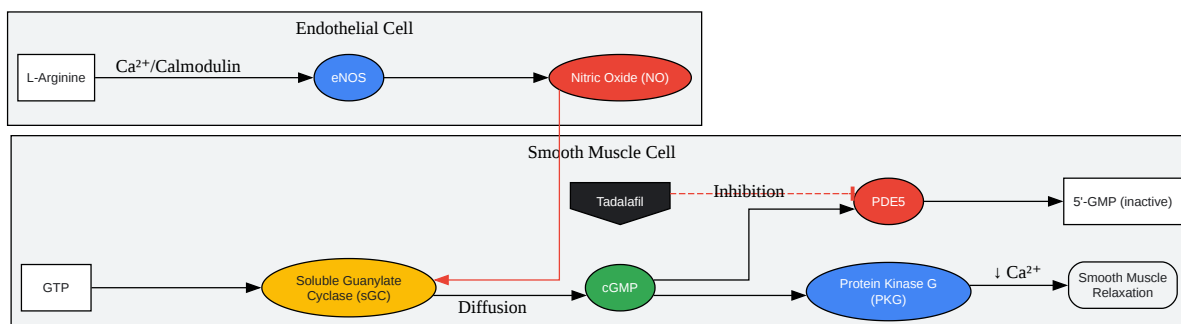 Endothelial Cell
L-Arginine
Ca²⁺/Calmodulin
eNOS
Nitric Oxide (NO)
Smooth Muscle Cell
Tadalafil
Inhibition
PDE5
5'-GMP (inactive)
GTP
Soluble Guanylate
Cyclase (sGC)
Diffusion
cGMP
Protein Kinase G
(PKG)
↓ Ca²⁺
Smooth Muscle
Relaxation